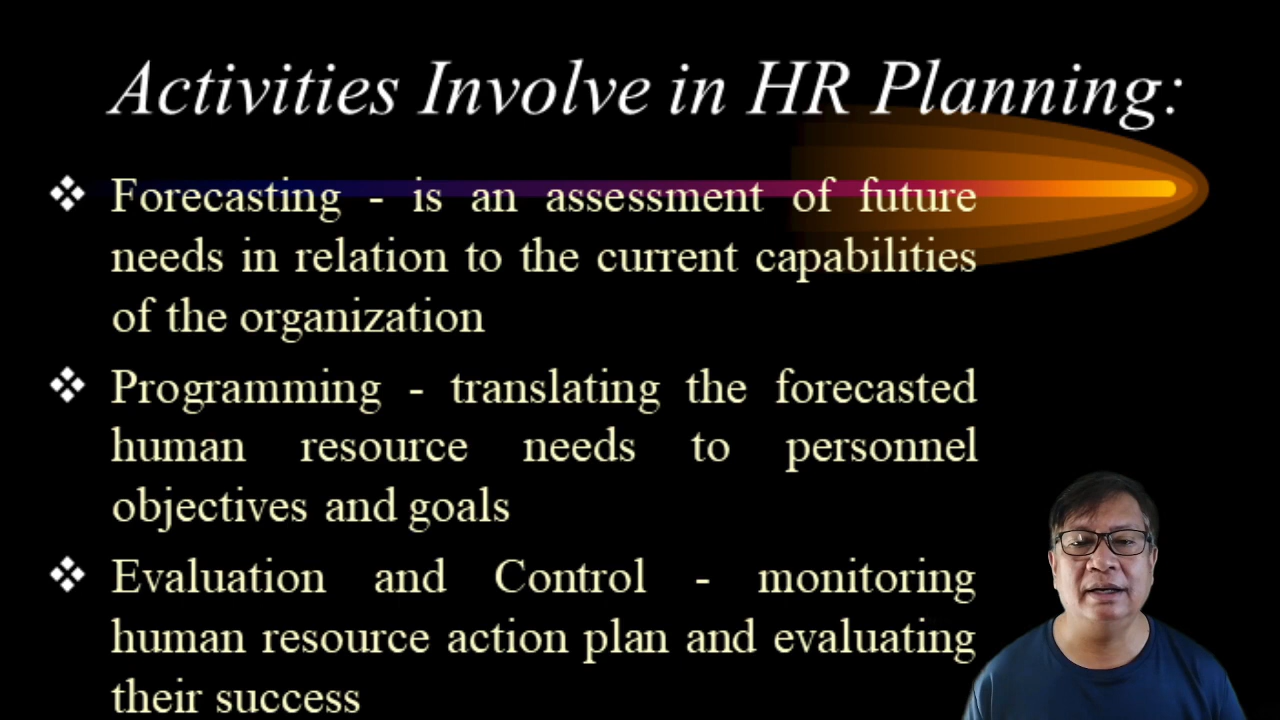 Activities Involve in HR Planning:
❖ Forecasting - is an assessment of future
needs in relation to the current capabilities
of the organization
❖ Programming - translating the forecasted
human resource needs to personnel
objectives and goals
❖ Evaluation and Control - monitoring
human resource action plan and evaluating
their success